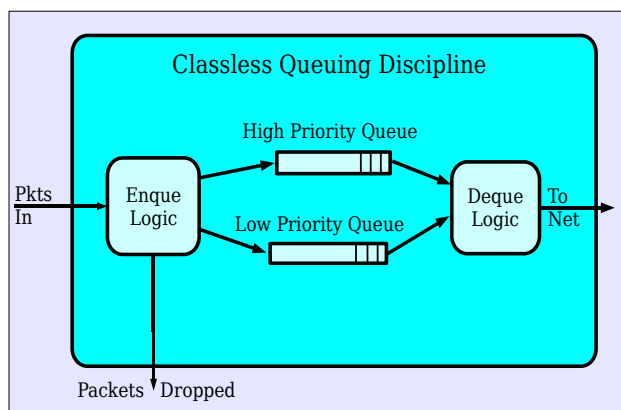 Classless Queuing Discipline
High Priority Queue
Pkts
In
Enque
Logic
Low Priority Queue
Deque
Logic
To
Net
Packets Dropped